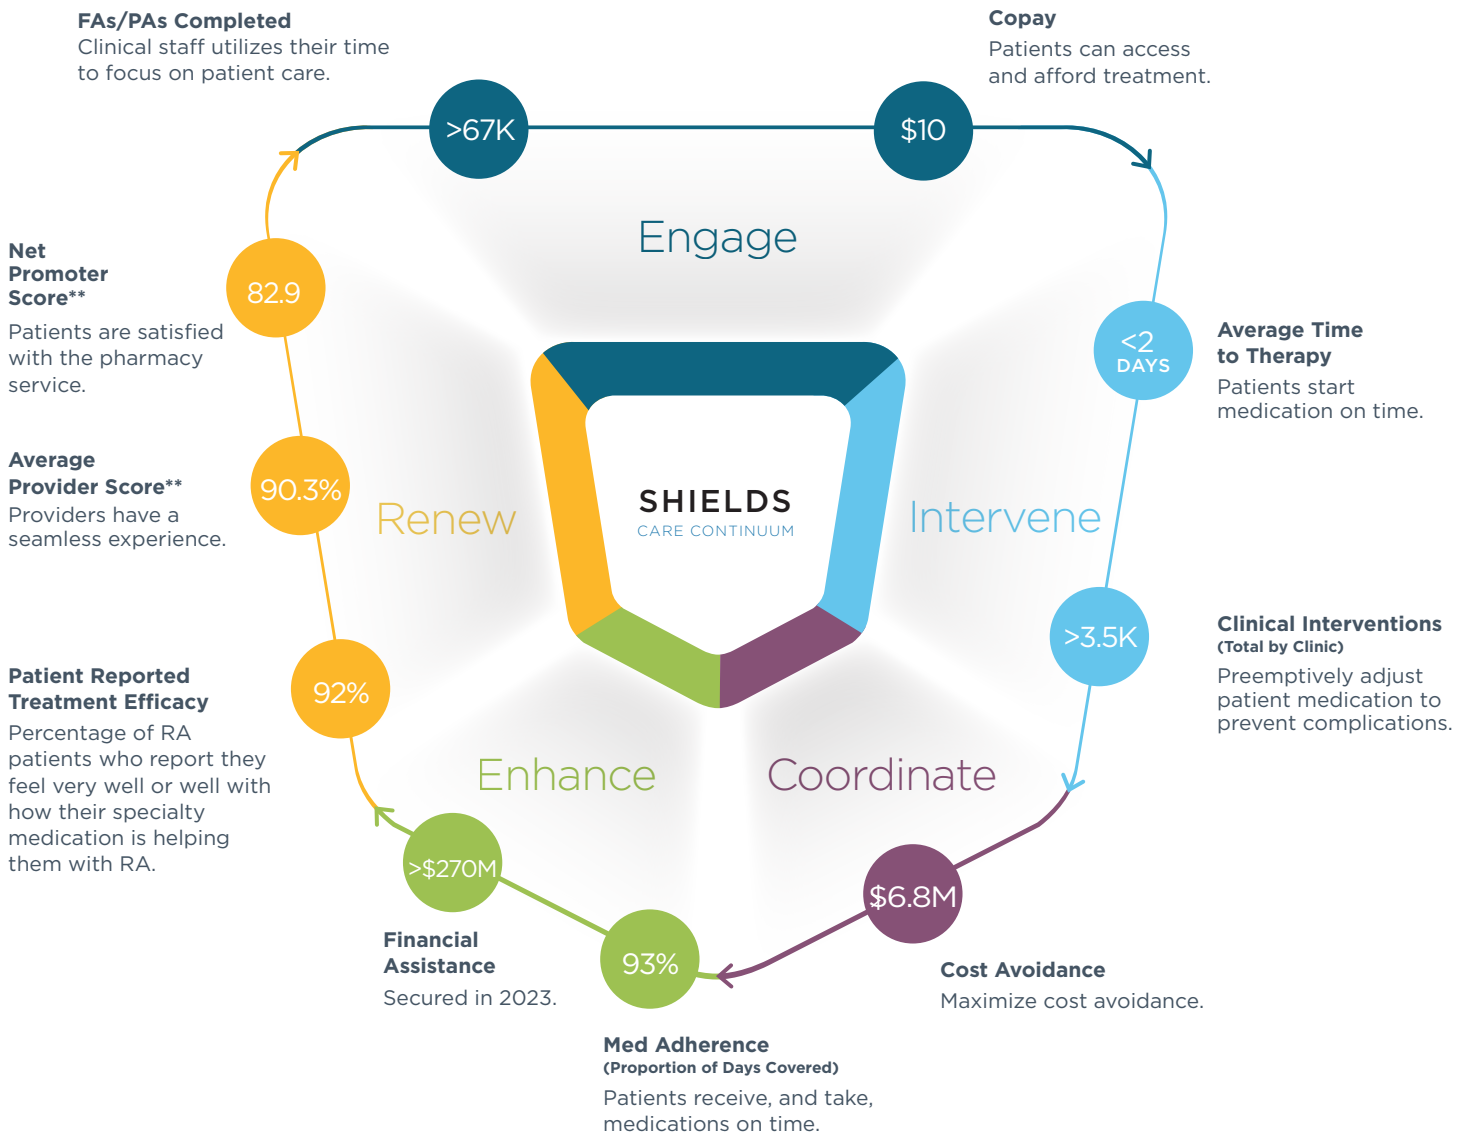 FAs/PAs Completed
Clinical staff utilizes their time
to focus on patient care.
>67K
Copay
Patients can access
and afford treatment.
$10
Engage
Net
Promoter
Score**
Patients are satisfied
with the pharmacy
service.
82.9
<2
DAYS
Average Time
to Therapy
Patients start
medication on time.
Average
Provider Score**
Providers have a
seamless experience.
90.3%
Renew
SHIELDS
CARE CONTINUUM
Intervene
>3.5K
Clinical Interventions
(Total by Clinic)
Preemptively adjust
patient medication to
prevent complications.
Patient Reported
Treatment Efficacy
Percentage of RA
patients who report they
feel very well or well with
how their specialty
medication is helping
them with RA.
92%
Enhance
Coordinate
>$270M
Financial
Assistance
Secured in 2023.
93%
Med Adherence
(Proportion of Days Covered)
Patients receive, and take,
medications on time.
$6.8M
Cost Avoidance
Maximize cost avoidance.